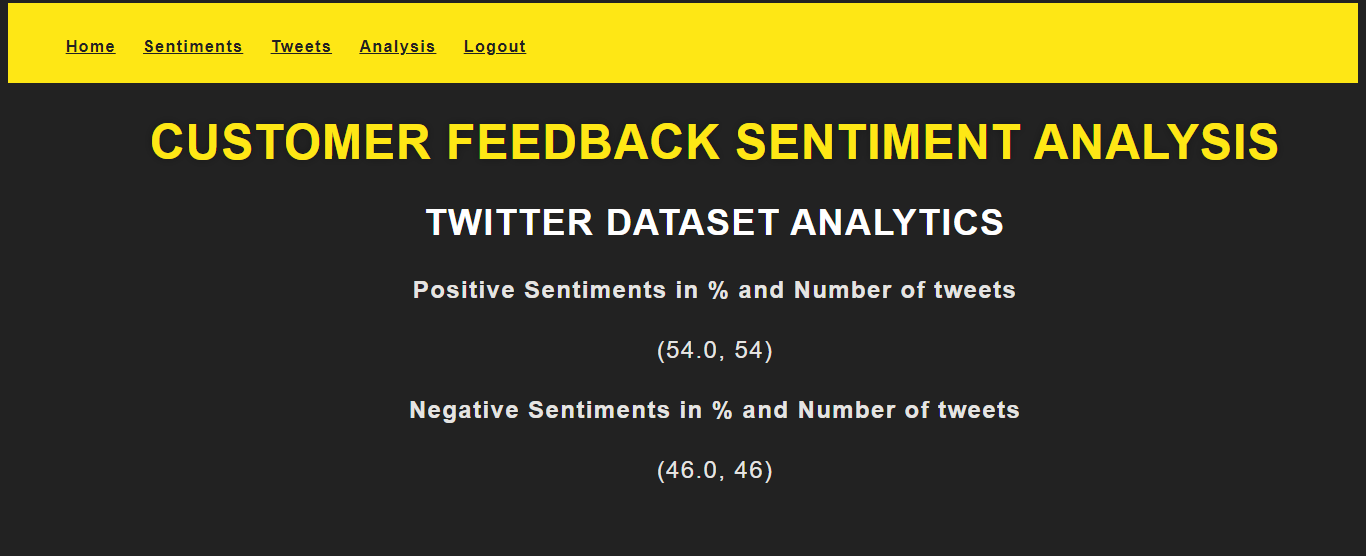 Home Sentiments Tweets Analysis Logout
CUSTOMER FEEDBACK SENTIMENT ANALYSIS
TWITTER DATASET ANALYTICS
Positive Sentiments in % and Number of tweets
(54.0, 54)
Negative Sentiments in % and Number of tweets
(46.0, 46)